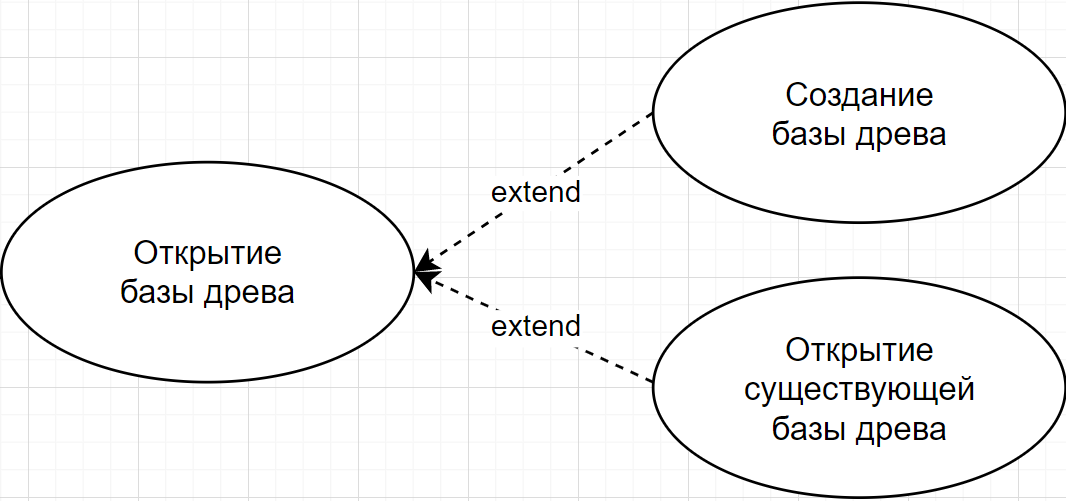 Создание
базы древа
extend
Открытие
базы древа
extend
Открытие
существующей
базы древа